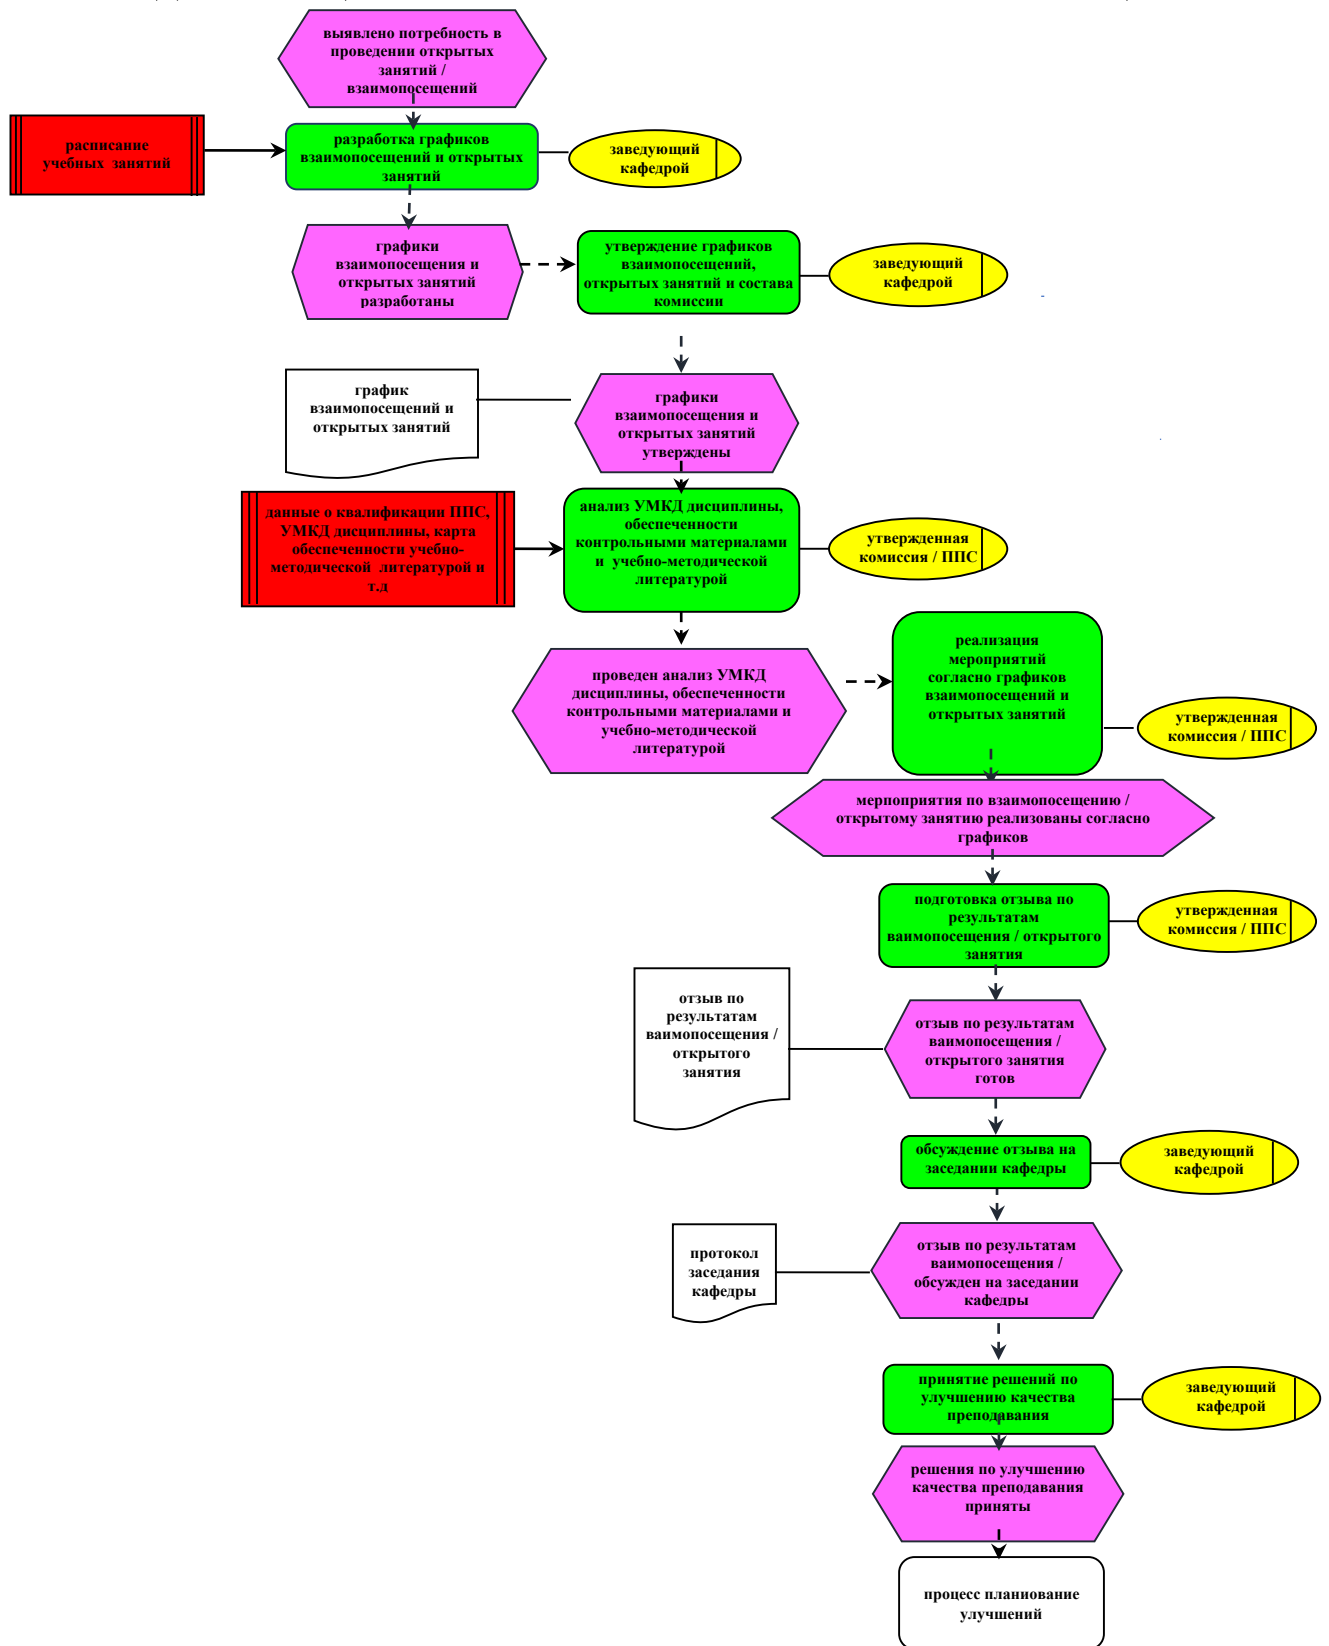 выявлено потребность в
проведении открытых
занятий /
взаимопосещений
расписание
учебных занятий
разработка графиков
взаимопосещений и открытых
занятий
заведующий
кафедрой
графики
взаимопосещения и
открытых занятий
разработаны
утверждение графиков
взаимопосещений,
открытых занятий и состава
комиссии
заведующий
кафедрой
график
взаимопосещений и
открытых занятий
графики
взаимопосещения и
открытых занятий
утверждены
данные о квалификации ППС,
УМКД дисциплины, карта
обеспеченности учебно-
методической литературой и
т.д
анализ УМКД дисциплины,
обеспеченности
контрольными материалами
и учебно-методической
литературой
утвержденная
комиссия / ППС
проведен анализ УМКД
дисциплины, обеспеченности
контрольными материалами и
учебно-методической
литературой
реализация
мероприятий
согласно графиков
взаимопосещений и
открытых занятий
утвержденная
комиссия / ППС
мерпоприятия по взаимопосещению /
открытому занятию реализованы согласно
графиков
подготовка отзыва по
результатам
ваимопосещения / открытого
занятия
утвержденная
комиссия / ППС
отзыв по
результатам
ваимопосещения /
открытого
занятия
отзыв по результатам
ваимопосещения /
открытого занятия
готов
обсуждение отзыва на
заседании кафедры
заведующий
кафедрой
протокол
заседания
кафедры
отзыв по результатам
ваимопосещения /
обсужден на заседании
кафедры
принятие решений по
улучшению качества
преподавания
заведующий
кафедрой
решения по улучшению
качества преподавания
приняты
процесс планиование
улучшений